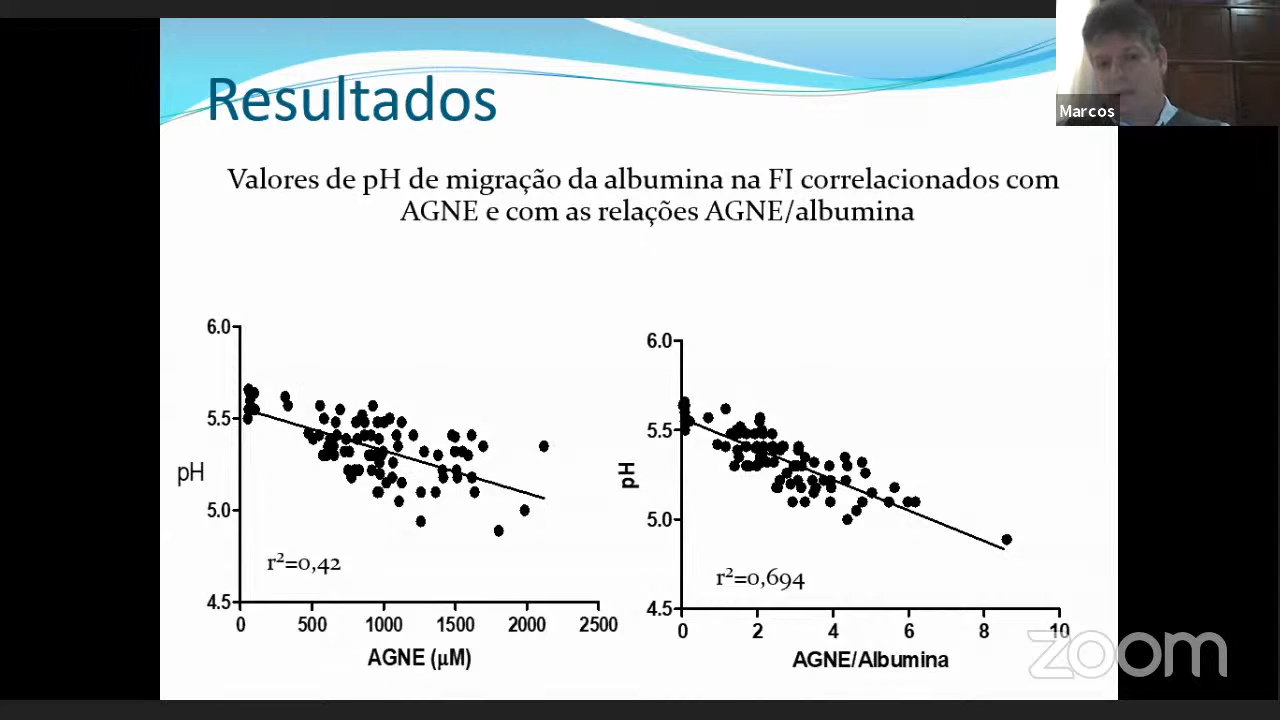 Resultados
Marcos
Valores de pH de migração da albumina na FI correlacionados com
AGNE e com as relações AGNE/albumina
6.0
5.5
pH
5.0
r²=0,42
4.5
0 500 1000 1500 2000 2500
AGNE (µM)
6.0
5.5
pH
5.0
r²=0,694
4.5
0 2 4 6 8 10
AGNE/Albumina
zoom